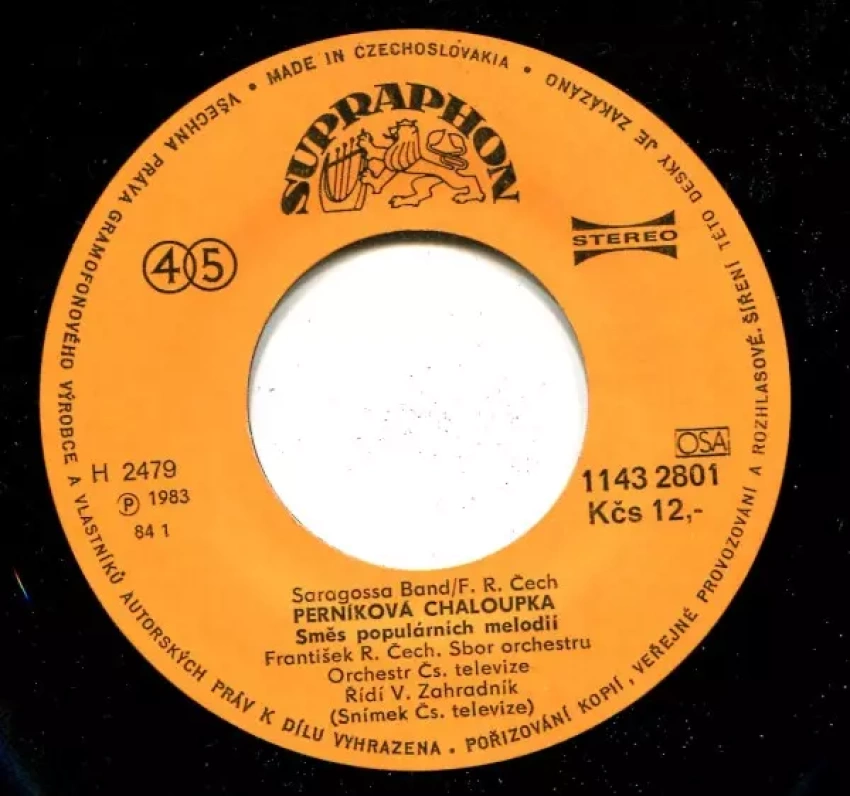 VŠECHNA PRÁVA GRAMOFONOVÉHO VÝROBCE A VLASTNÍKŮ AUTORSKÝCH PRÁV K DÍLU VYHRAZENA • POŘIZOVÁNÍ KOPIÍ, VEŘEJNÉ PROVOZOVÁNÍ A ROZHLASOVÉ ŠÍŘENÍ TÉTO DESKY JE ZAKÁZÁNO • MADE IN CZECHOSLOVAKIA •
SUPRAPHON
45
STEREO
OSA
H 2479
1143 2801
℗ 1983
Kčs 12,-
84 1
Saragossa Band/F. R. Čech
PERNÍKOVÁ CHALOUPKA
Směs populárních melodií
František R. Čech. Sbor orchestru
Orchestr Čs. televize
Řídí V. Zahradník
(Snímek Čs. televize)